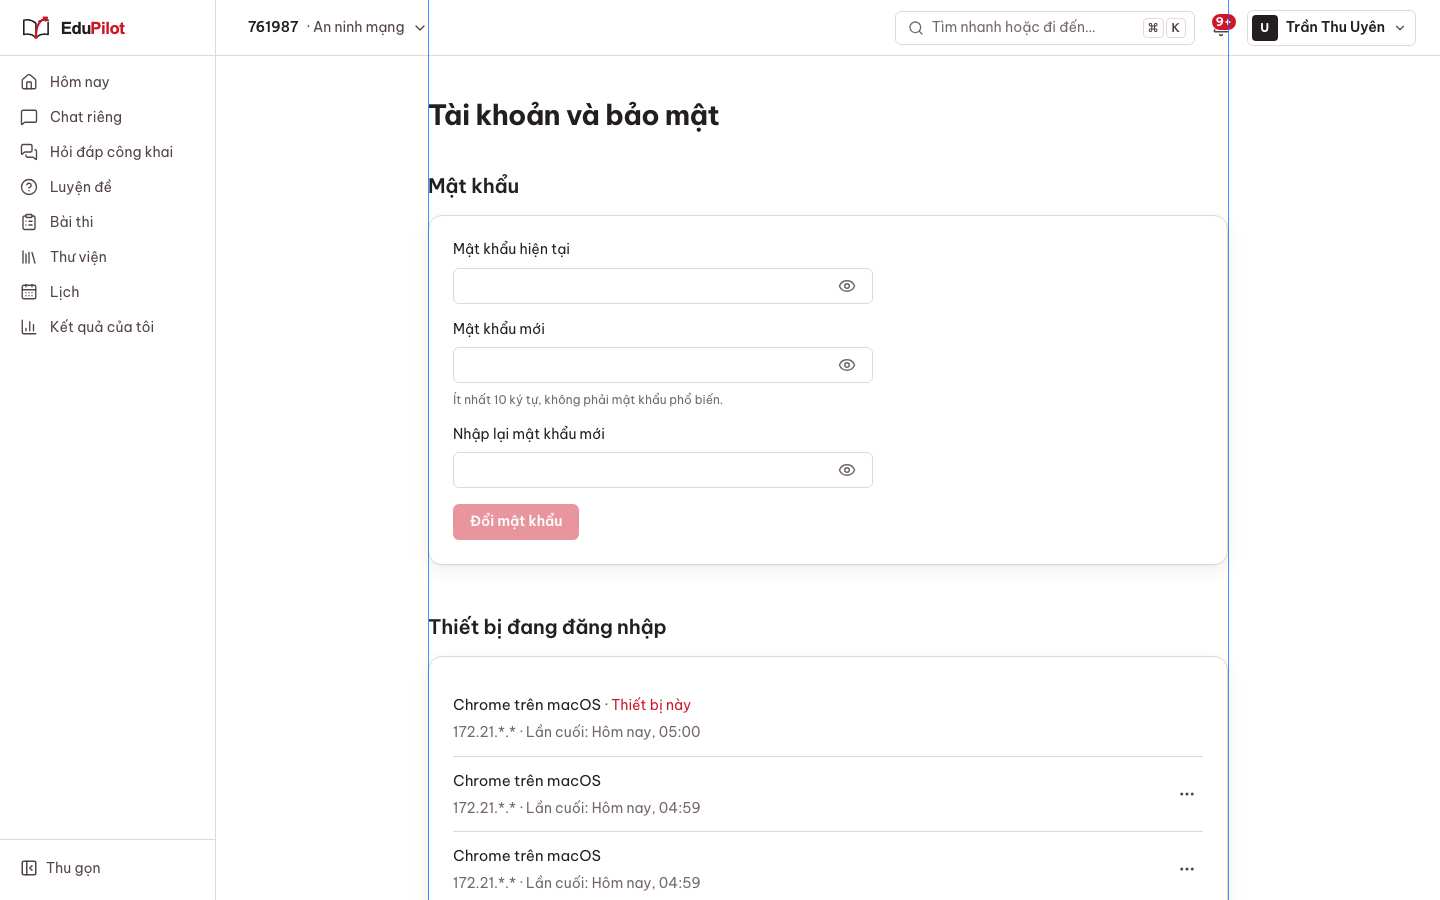 EduPilot
761987 · An ninh mạng
Tìm nhanh hoặc đi đến...
⌘ K
9+
U Trần Thu Uyên
Hôm nay
Chat riêng
Hỏi đáp công khai
Luyện đề
Bài thi
Thư viện
Lịch
Kết quả của tôi
Thu gọn
Tài khoản và bảo mật
Mật khẩu
Mật khẩu hiện tại
Mật khẩu mới
Ít nhất 10 ký tự, không phải mật khẩu phổ biến.
Nhập lại mật khẩu mới
Đổi mật khẩu
Thiết bị đang đăng nhập
Chrome trên macOS · Thiết bị này
172.21.*.* · Lần cuối: Hôm nay, 05:00
Chrome trên macOS
172.21.*.* · Lần cuối: Hôm nay, 04:59
Chrome trên macOS
172.21.*.* · Lần cuối: Hôm nay, 04:59